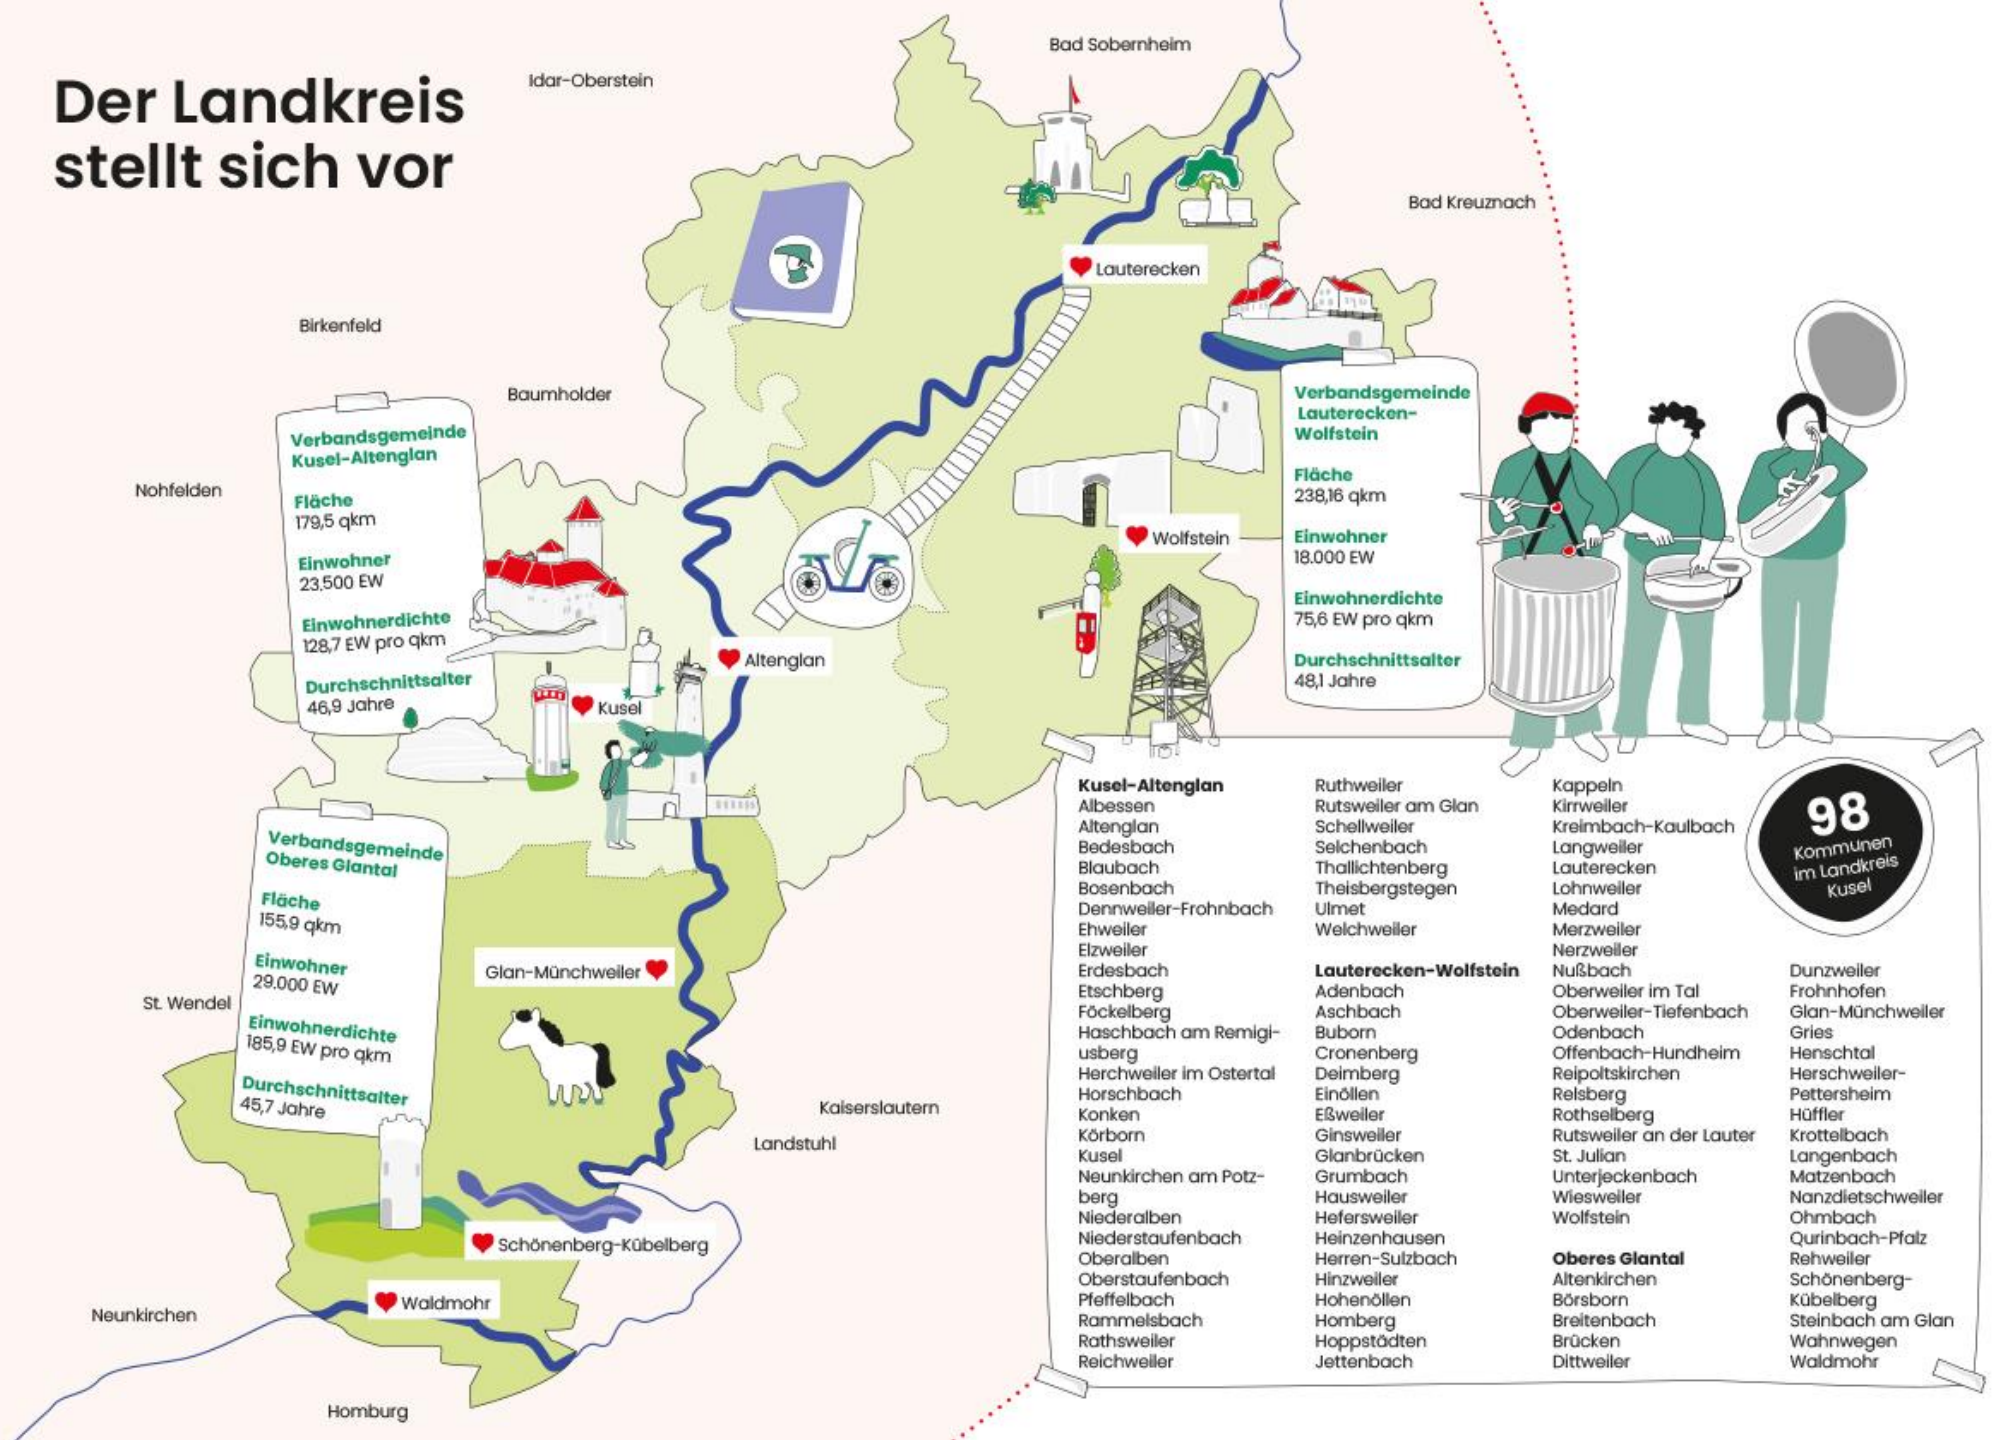 Der Landkreis
stellt sich vor
Idar-Oberstein
Bad Sobernheim
Bad Kreuznach
Lauterecken
Birkenfeld
Baumholder
Nohfelden
Verbandsgemeinde
Kusel-Altenglan
Fläche
179,5 qkm
Einwohner
23,500 EW
Einwohnerdichte
128,7 EW pro qkm
Durchschnittsalter
46,9 Jahre
Verbandsgemeinde
Lauterecken-
Wolfstein
Fläche
238,16 qkm
Einwohner
18.000 EW
Einwohnerdichte
75,6 EW pro qkm
Durchschnittsalter
48,1 Jahre
Wolfstein
Altenglan
Kusel
Verbandsgemeinde
Oberes Glantal
Fläche
155,9 qkm
Einwohner
29.000 EW
Einwohnerdichte
185,9 EW pro qkm
Durchschnittsalter
45,7 Jahre
Glan-Münchweiler
St. Wendel
Kaiserslautern
Landstuhl
Schönenberg-Kübelberg
Waldmohr
Neunkirchen
Homburg
Kusel-Altenglan
Albessen
Altenglan
Bedesbach
Blaubach
Bosenbach
Dennweiler-Frohnbach
Ehweiler
Elzweiler
Erdesbach
Etschberg
Föckelberg
Haschbach am Remigi-
usberg
Herchweiler im Ostertal
Horschbach
Konken
Körborn
Kusel
Neunkirchen am Potz-
berg
Niederalben
Niederstaufenbach
Oberalben
Oberstaufenbach
Pfeffelbach
Rammelsbach
Rathsweiler
Reichweiler
Ruthweiler
Rutsweiler am Glan
Schellweiler
Selchenbach
Thallichtenberg
Theisbergstegen
Ulmet
Welchweiler
Lauterecken-Wolfstein
Adenbach
Aschbach
Buborn
Cronenberg
Deimberg
Einöllen
Eßweiler
Ginsweiler
Glanbrücken
Grumbach
Hausweiler
Hefersweiler
Heinzenhausen
Herren-Sulzbach
Hinzweiler
Hohenöllen
Homberg
Hoppstädten
Jettenbach
Kappeln
Kirrweiler
Kreimbach-Kaulbach
Langweiler
Lauterecken
Lohnweiler
Medard
Merzweiler
Nerzweiler
Nußbach
Oberweiler im Tal
Oberweiler-Tiefenbach
Odenbach
Offenbach-Hundheim
Reipoltskirchen
Relsberg
Rothselberg
Rutsweiler an der Lauter
St. Julian
Unterjeckenbach
Wiesweiler
Wolfstein
Oberes Glantal
Altenkirchen
Börsborn
Breitenbach
Brücken
Dittweiler
98
Kommunen
im Landkreis
Kusel
Dunzweiler
Frohnhofen
Glan-Münchweiler
Gries
Henschtal
Herschweiler-
Pettersheim
Hüffler
Krottelbach
Langenbach
Matzenbach
Nanzdietschweiler
Ohmbach
Qurinbach-Pfalz
Rehweiler
Schönenberg-
Kübelberg
Steinbach am Glan
Wahnwegen
Waldmohr